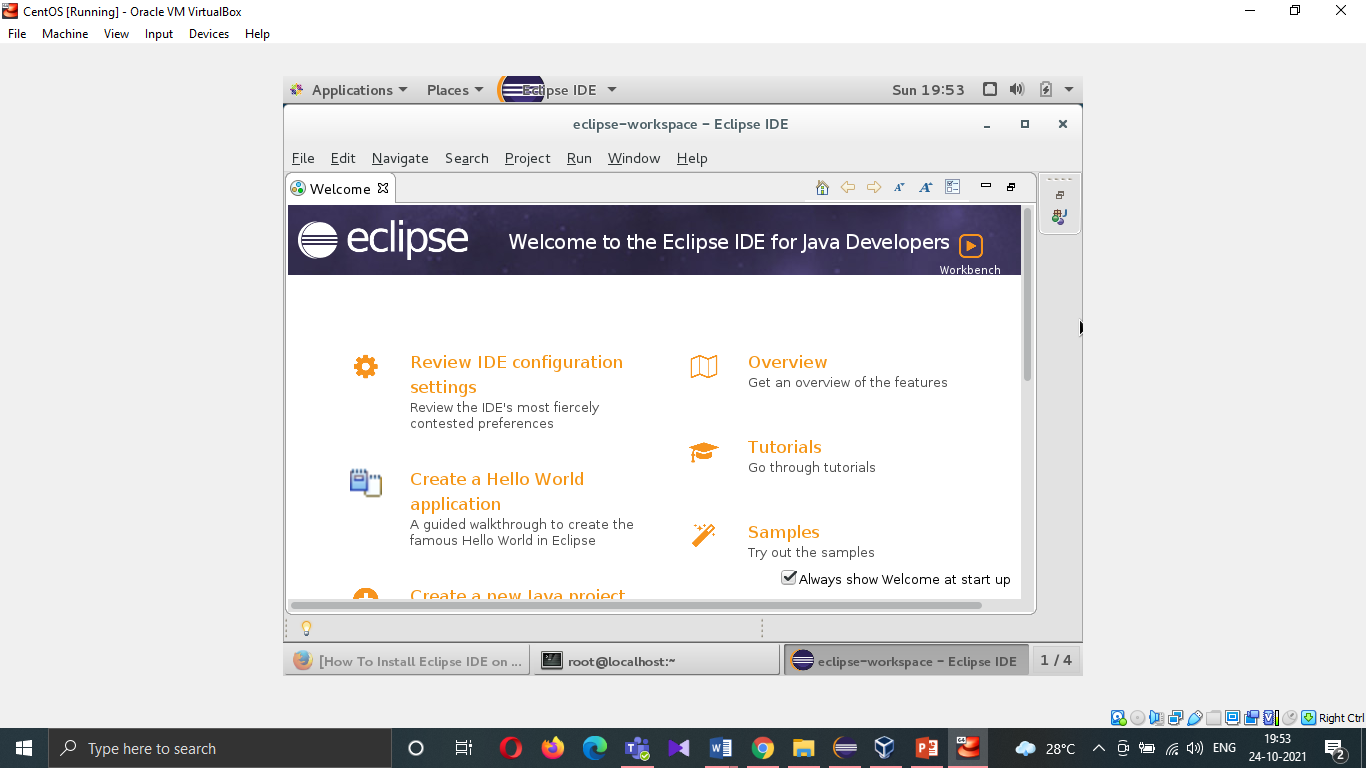 CentOS [Running] - Oracle VM VirtualBox
File Machine View Input Devices Help
Applications Places Eclipse IDE Sun 19:53
eclipse-workspace - Eclipse IDE
File Edit Navigate Search Project Run Window Help
Welcome
eclipse Welcome to the Eclipse IDE for Java Developers
Workbench
Review IDE configuration
settings
Review the IDE's most fiercely
contested preferences
Overview
Get an overview of the features
Create a Hello World
application
A guided walkthrough to create the
famous Hello World in Eclipse
Tutorials
Go through tutorials
Samples
Try out the samples
Create a new Java project
Always show Welcome at start up
[How To Install Eclipse IDE on ... root@localhost:~ eclipse-workspace - Eclipse IDE 1 / 4
Right Ctrl
Type here to search 28°C ENG 19:53
24-10-2021 2